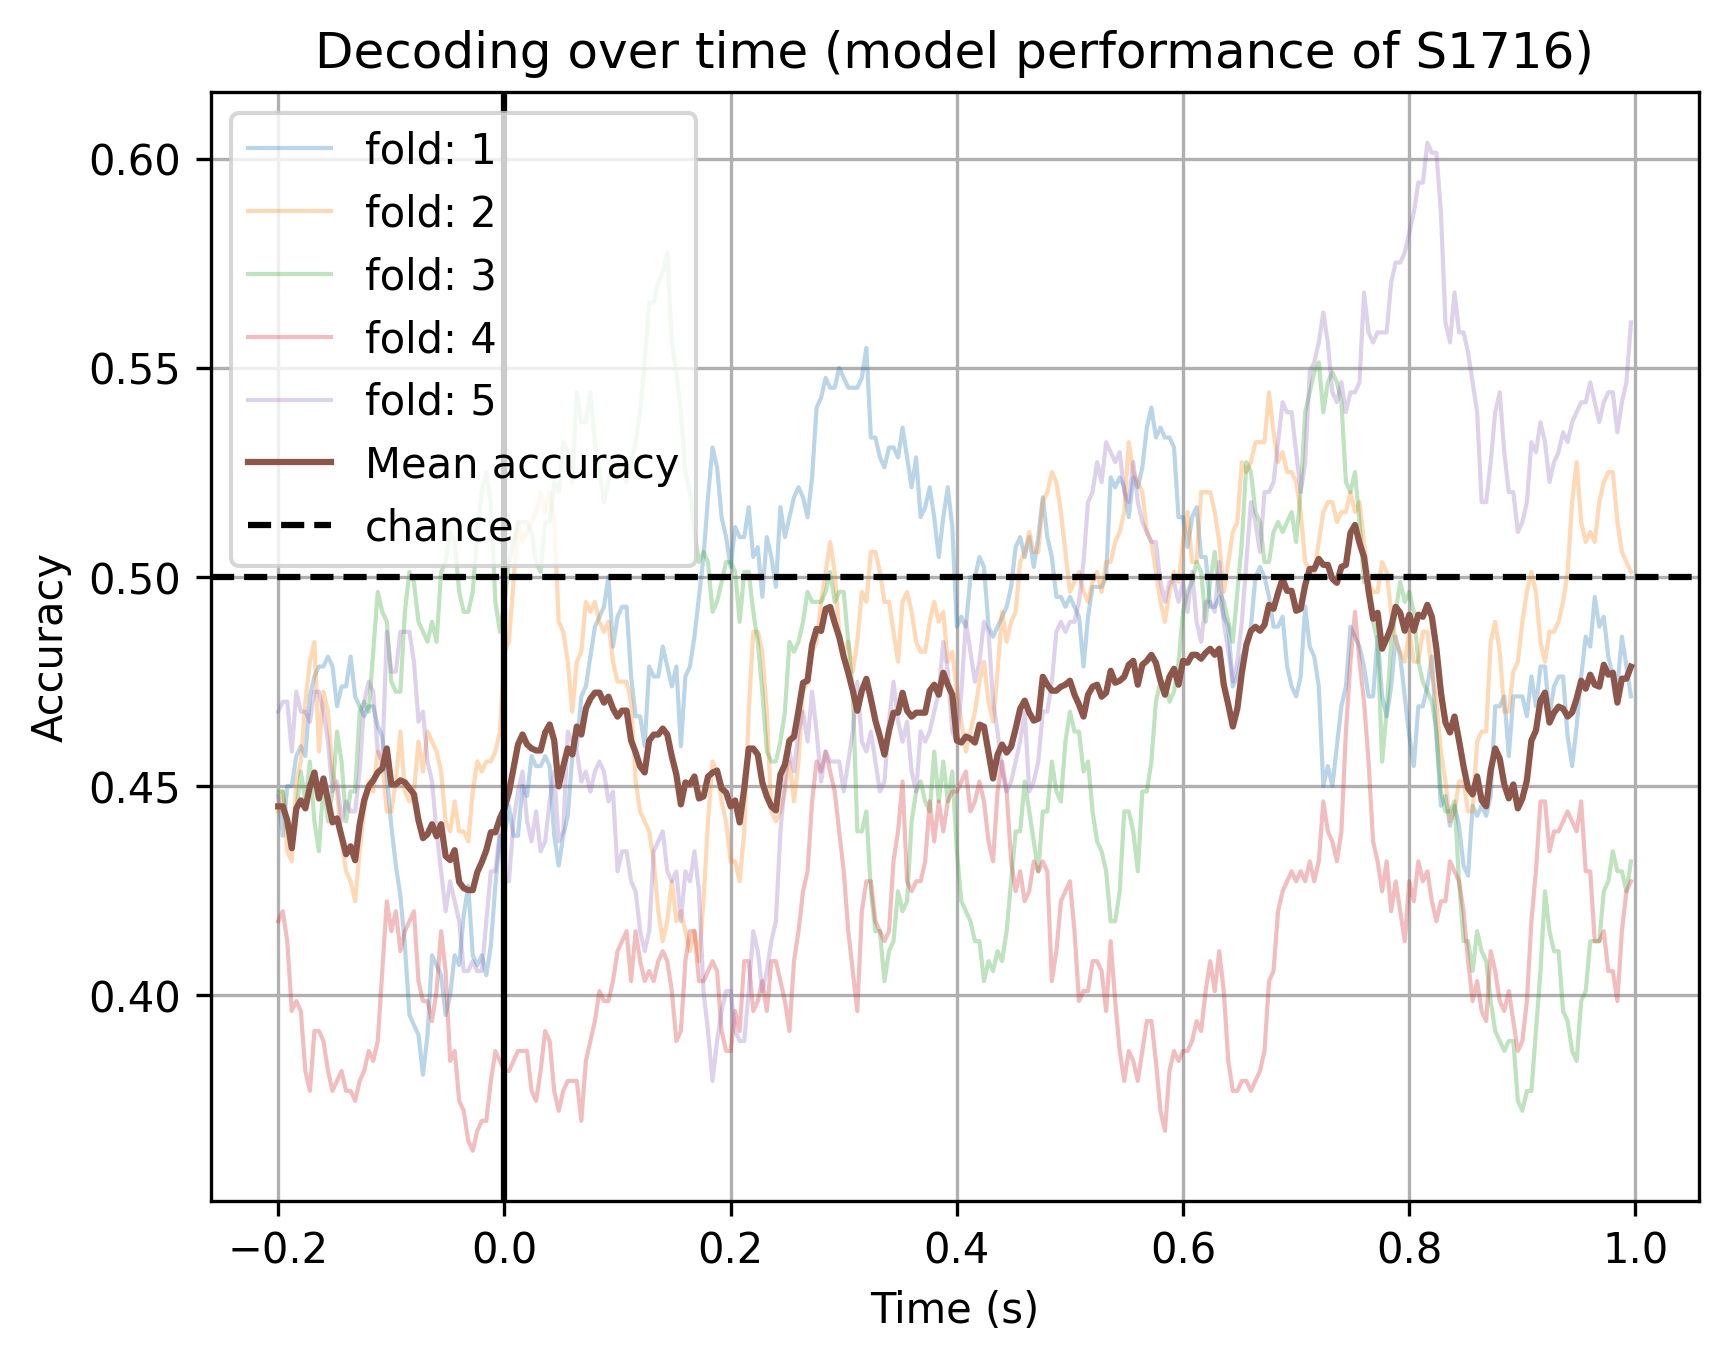 Decoding over time (model performance of S1716)
fold: 1
fold: 2
fold: 3
fold: 4
fold: 5
Mean accuracy
chance
Accuracy
0.60
0.55
0.50
0.45
0.40
−0.2
0.0
0.2
0.4
0.6
0.8
1.0
Time (s)